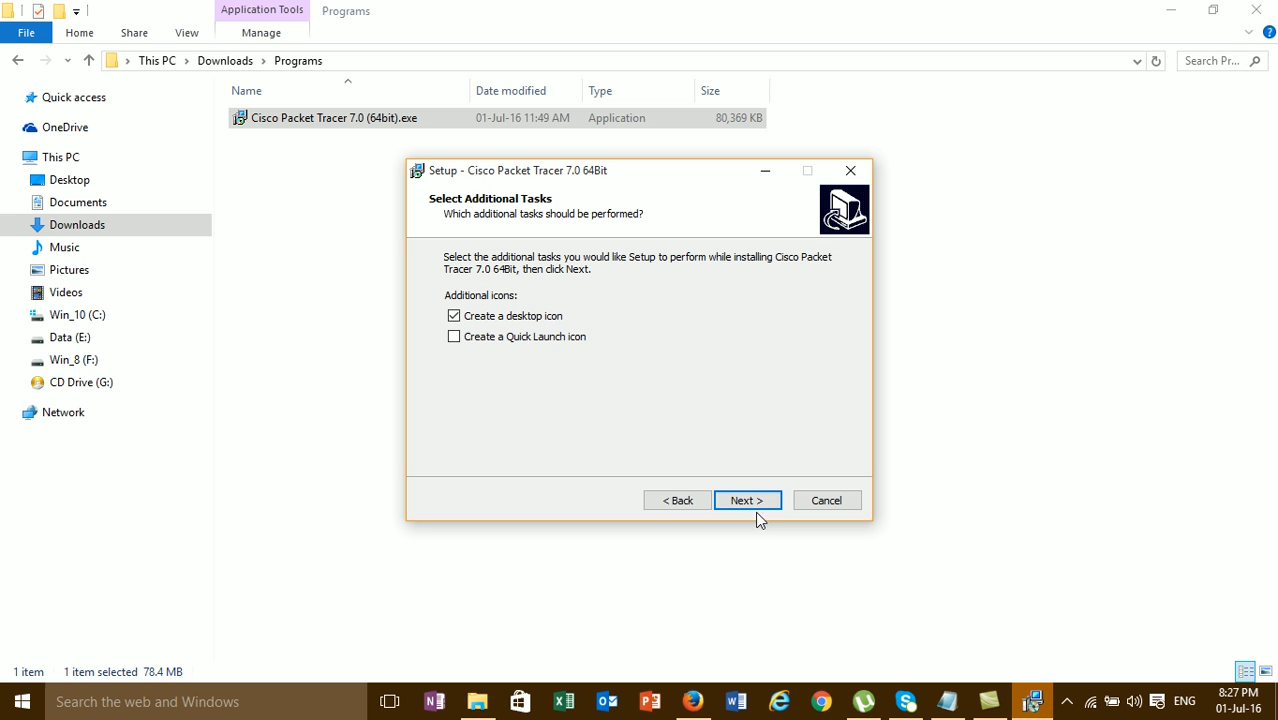 Application Tools
Programs
File
Home
Share
View
Manage
This PC
Downloads
Programs
Search Pr...
Name
Date modified
Type
Size
Cisco Packet Tracer 7.0 (64bit).exe
01-Jul-16 11:49 AM
Application
80,369 KB
Quick access
OneDrive
This PC
Desktop
Documents
Downloads
Music
Pictures
Videos
Win_10 (C:)
Data (E:)
Win_8 (F:)
CD Drive (G:)
Network
Setup - Cisco Packet Tracer 7.0 64Bit
Select Additional Tasks
Which additional tasks should be performed?
Select the additional tasks you would like Setup to perform while installing Cisco Packet
Tracer 7.0 64Bit, then click Next.
Additional icons:
Create a desktop icon
Create a Quick Launch icon
< Back
Next >
Cancel
1 item
1 item selected 78.4 MB
Search the web and Windows
ENG
8:27 PM
01-Jul-16